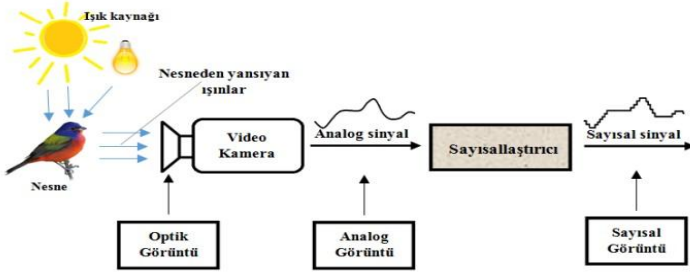 Işık kaynağı
Nesneden yansıyan
ışınlar
Nesne
Video
Kamera
Analog sinyal
Sayısallaştırıcı
Sayısal sinyal
Optik
Görüntü
Analog
Görüntü
Sayısal
Görüntü